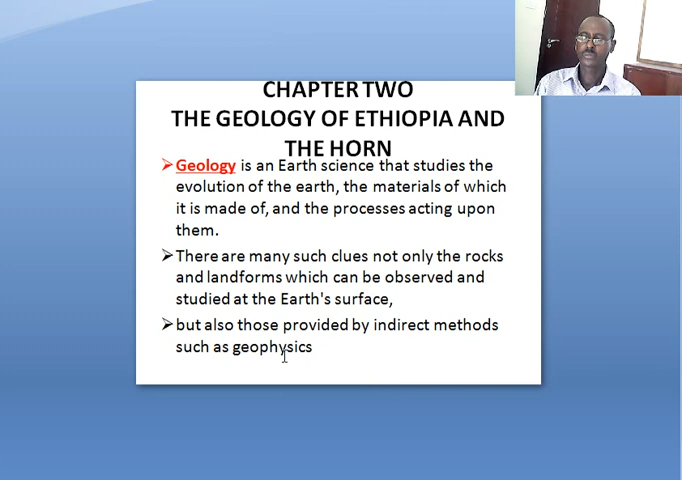 CHAPTER TWO
THE GEOLOGY OF ETHIOPIA AND
THE HORN
➢Geology is an Earth science that studies the
evolution of the earth, the materials of which
it is made of, and the processes acting upon
them.
➢There are many such clues not only the rocks
and landforms which can be observed and
studied at the Earth's surface,
➢but also those provided by indirect methods
such as geophysics